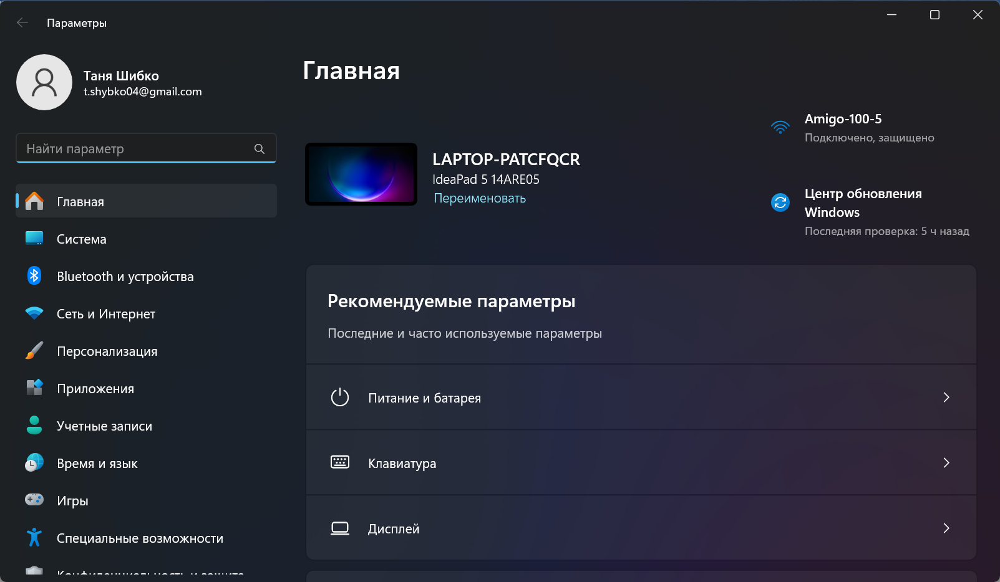 Параметры
Таня Шибко
t.shybko04@gmail.com
Найти параметр
Главная
Система
Bluetooth и устройства
Сеть и Интернет
Персонализация
Приложения
Учетные записи
Время и язык
Игры
Специальные возможности
Конфиденциальность и защита
Главная
LAPTOP-PATCFQCR
IdeaPad 5 14ARE05
Переименовать
Amigo-100-5
Подключено, защищено
Центр обновления
Windows
Последняя проверка: 5 ч назад
Рекомендуемые параметры
Последние и часто используемые параметры
Питание и батарея
Клавиатура
Дисплей